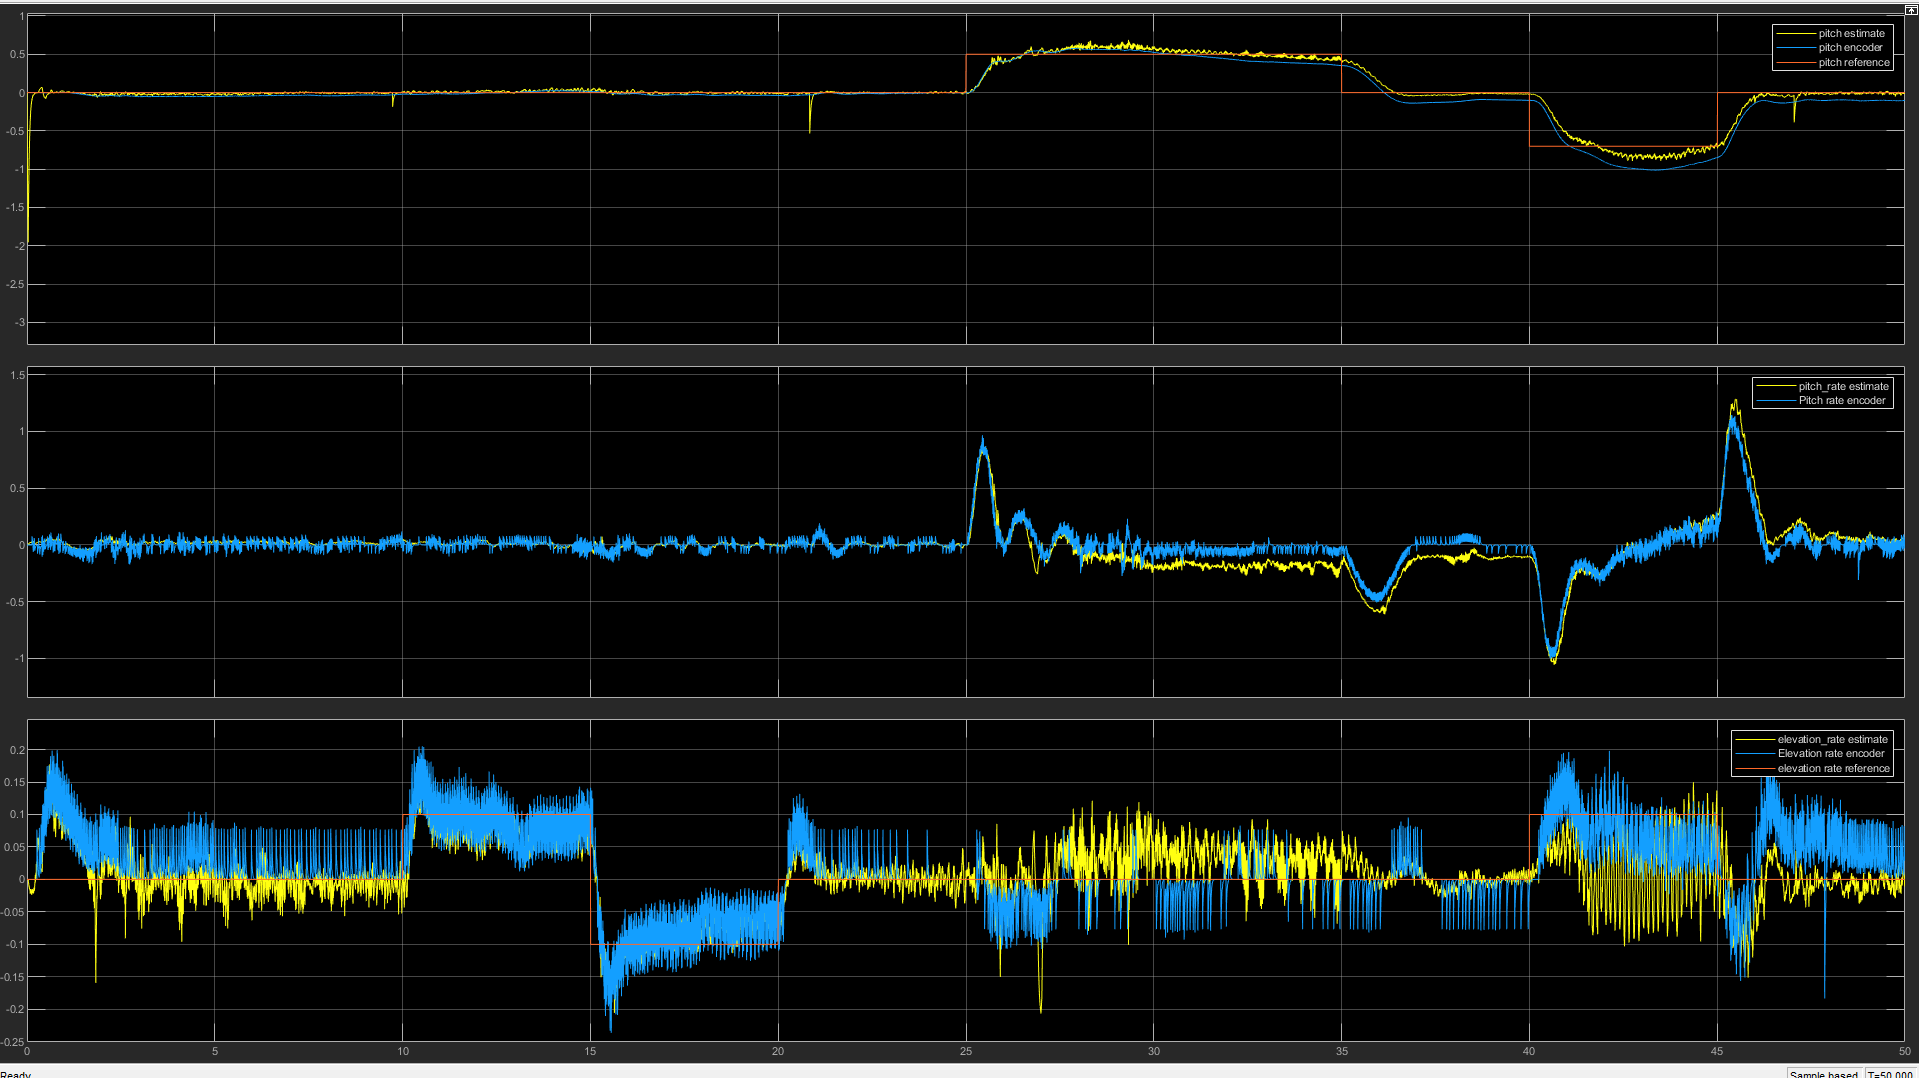 1
0.5
0
-0.5
-1
-1.5
-2
-2.5
-3
pitch estimate
pitch encoder
pitch reference
1.5
1
0.5
0
-0.5
-1
pitch_rate estimate
Pitch rate encoder
0.2
0.15
0.1
0.05
0
-0.05
-0.1
-0.15
-0.2
-0.25
elevation_rate estimate
Elevation rate encoder
elevation rate reference
0 5 10 15 20 25 30 35 40 45 50
Ready Sample based T=50.000